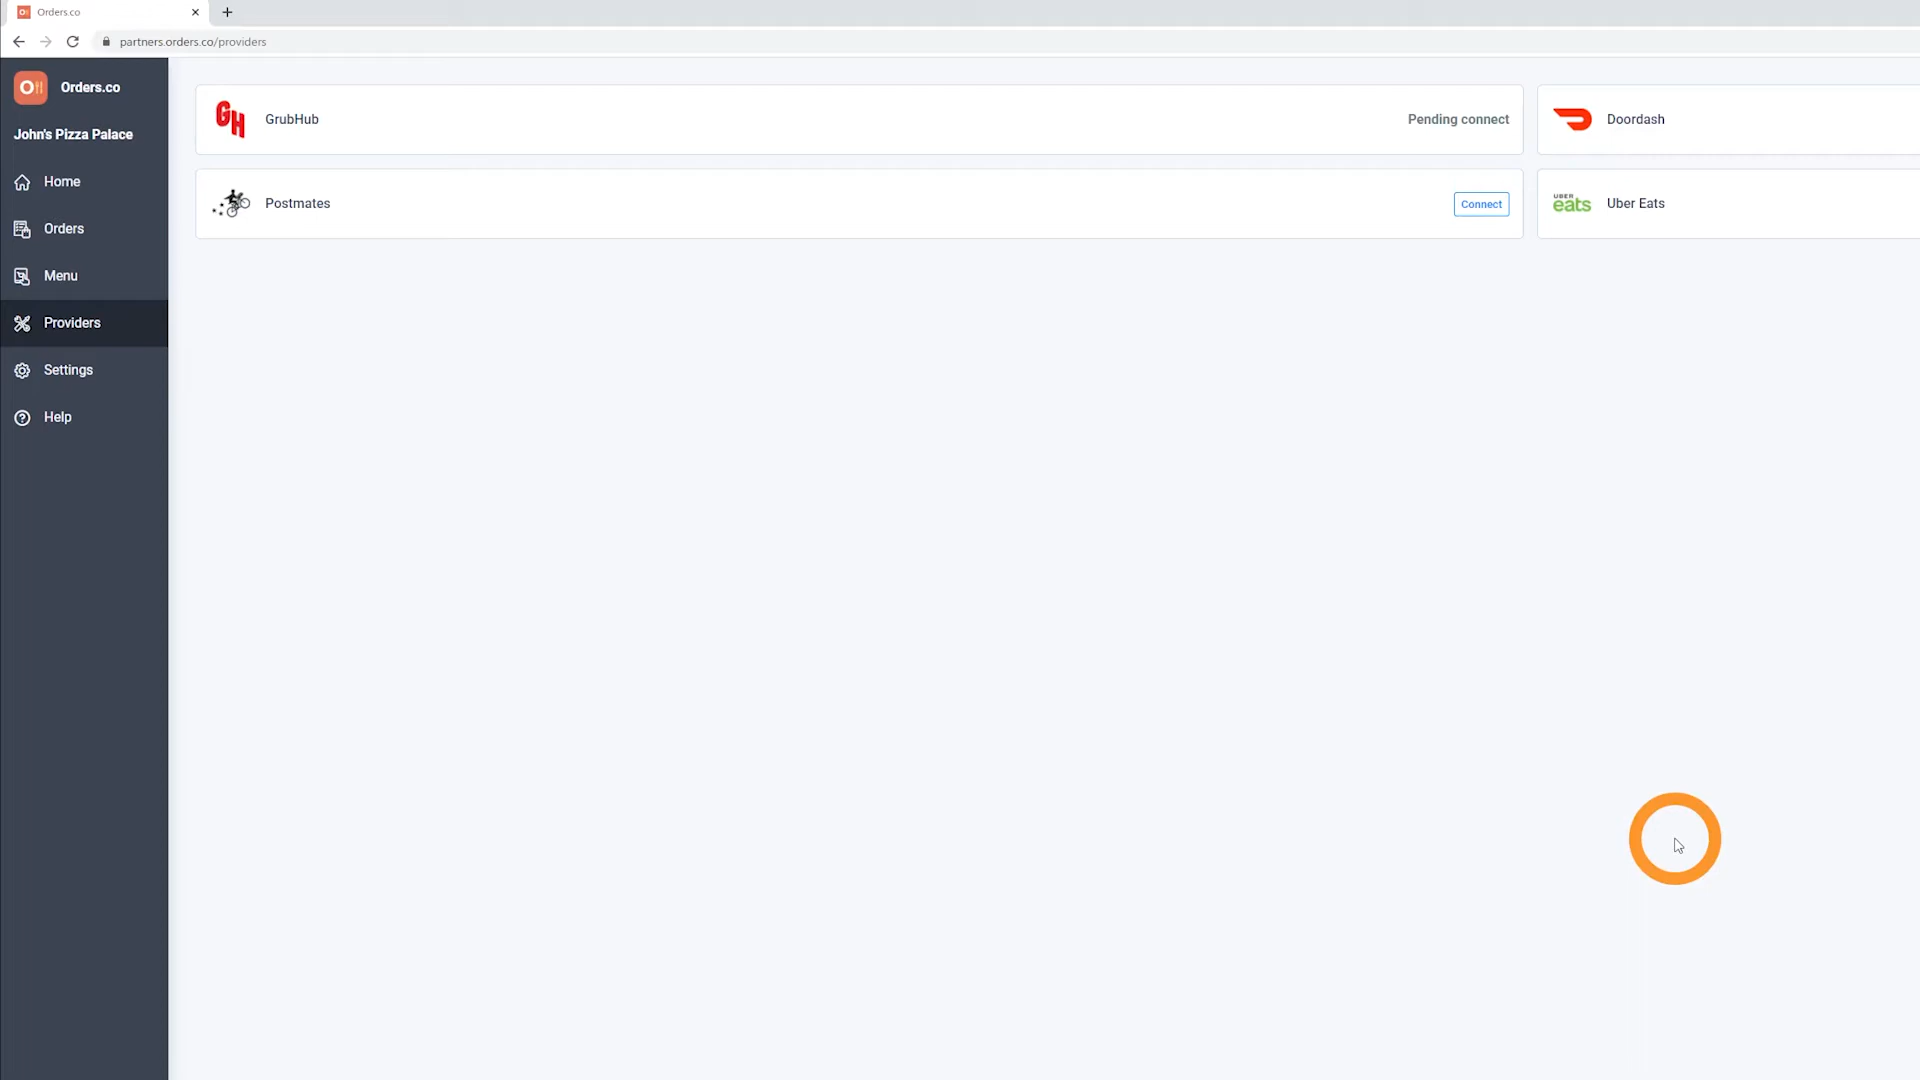 Orders.co
partners.orders.co/providers
Orders.co
John's Pizza Palace
Home
Orders
Menu
Providers
Settings
Help
GrubHub
Pending connect
Doordash
Postmates
Connect
UBER
eats
Uber Eats